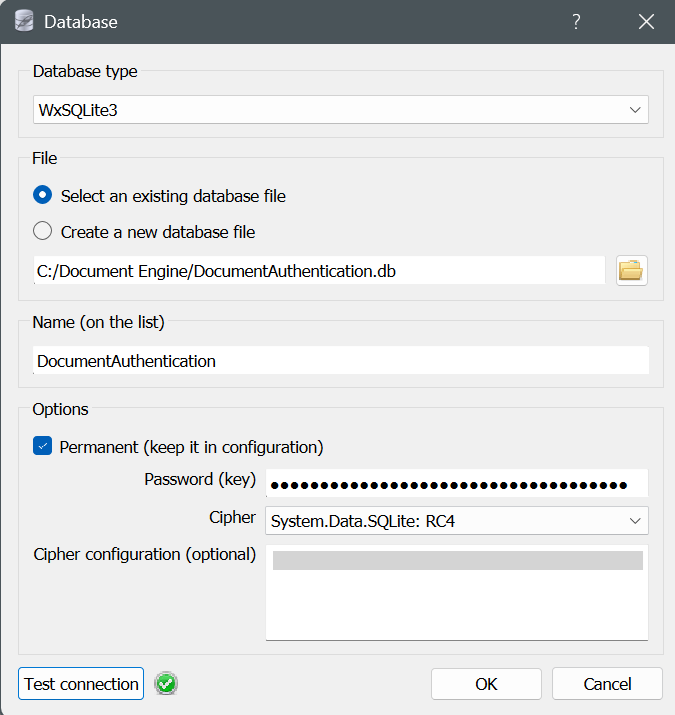 Database
?
Database type
WxSQLite3
File
Select an existing database file
Create a new database file
C:/Document Engine/DocumentAuthentication.db
Name (on the list)
DocumentAuthentication
Options
Permanent (keep it in configuration)
Password (key) ●●●●●●●●●●●●●●●●●●●●●●●●●●●●●●●●●●●●
Cipher System.Data.SQLite: RC4
Cipher configuration (optional)
Test connection OK Cancel